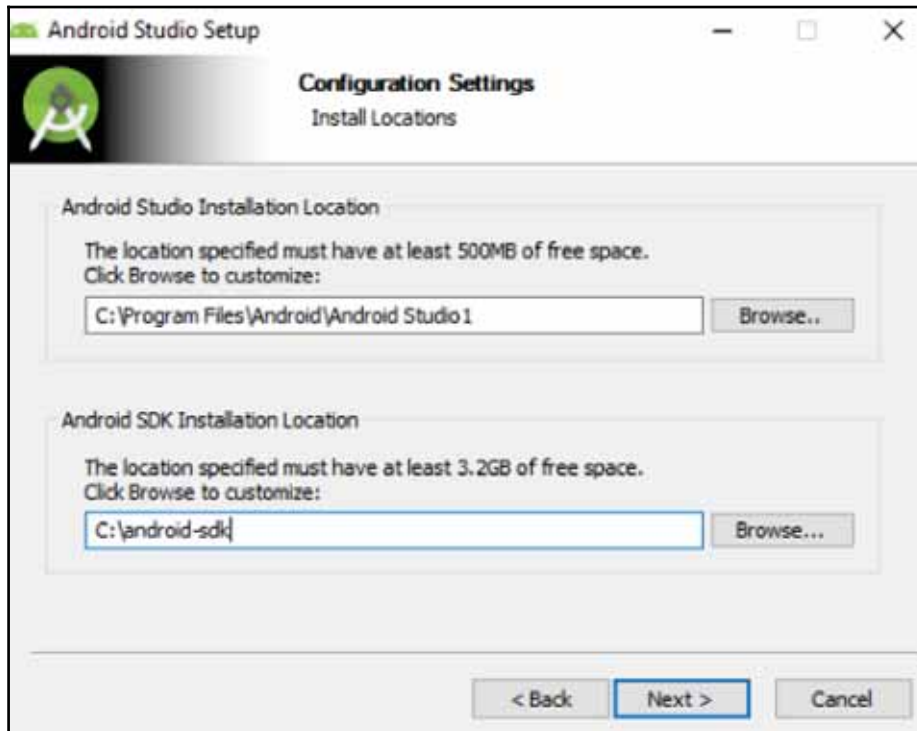 Android Studio Setup
Configuration Settings
Install Locations
Android Studio Installation Location
The location specified must have at least 500MB of free space.
Click Browse to customize:
C:\Program Files\Android\Android Studio1
Browse..
Android SDK Installation Location
The location specified must have at least 3.2GB of free space.
Click Browse to customize:
C:\android-sdk
Browse...
< Back
Next >
Cancel